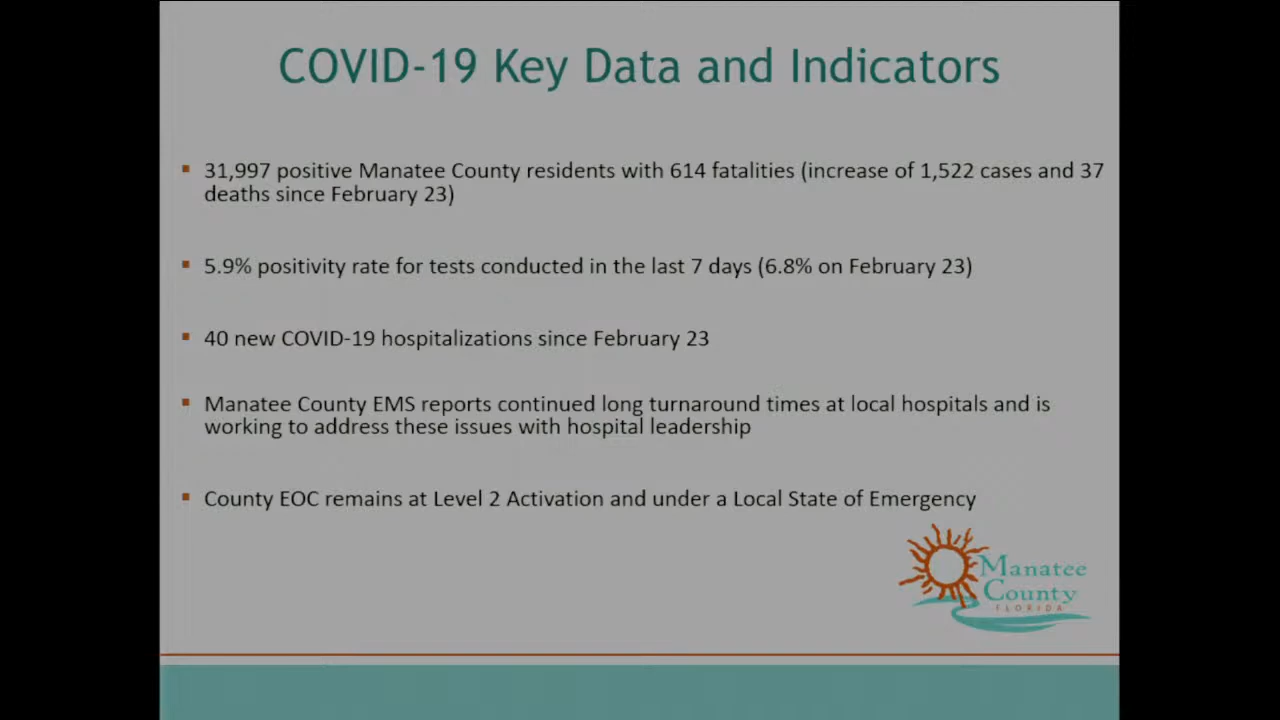 COVID-19 Key Data and Indicators
31,997 positive Manatee County residents with 614 fatalities (increase of 1,522 cases and 37
deaths since February 23)
5.9% positivity rate for tests conducted in the last 7 days (6.8% on February 23)
40 new COVID-19 hospitalizations since February 23
Manatee County EMS reports continued long turnaround times at local hospitals and is
working to address these issues with hospital leadership
County EOC remains at Level 2 Activation and under a Local State of Emergency
Manatee
County
FLORIDA